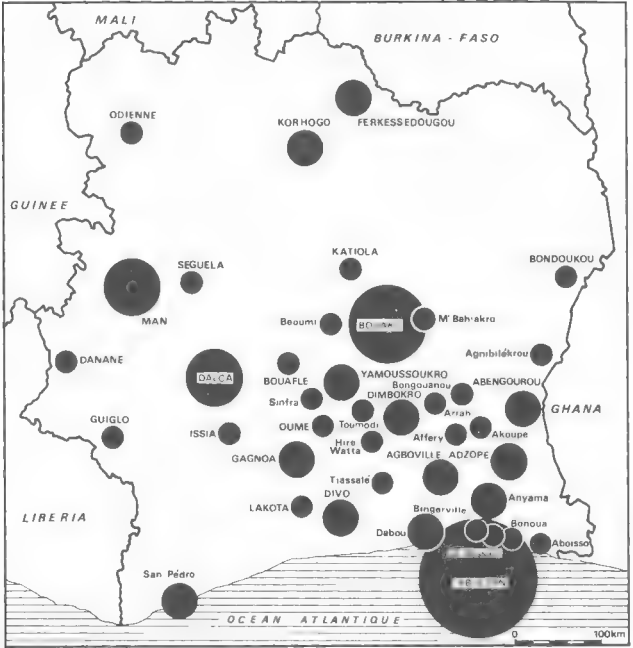 MALI
BURKINA - FASO
ODIENNE
KORHOGO
FERKESSEDOUGOU
GUINEE
KATIOLA
SEGUELA
BONDOUKOU
MAN
Beoumi
M'Bahiakro
Agnibilékrou
DANANE
BOUAFLE
YAMOUSSOUKRO
Bongouanou
ABENGOUROU
Sinfra
DIMBOKRO
GHANA
Toumodi
Arrah
GUIGLO
ISSIA
OUME
Hire
Watta
Affery
Akoupe
GAGNOA
AGBOVILLE
ADZOPE
Tiassalé
Anyama
LAKOTA
DIVO
Bingerville
LIBERIA
Dabou
Bonoua
Aboisso
San Pédro
OCEAN ATLANTIQUE
0
100km